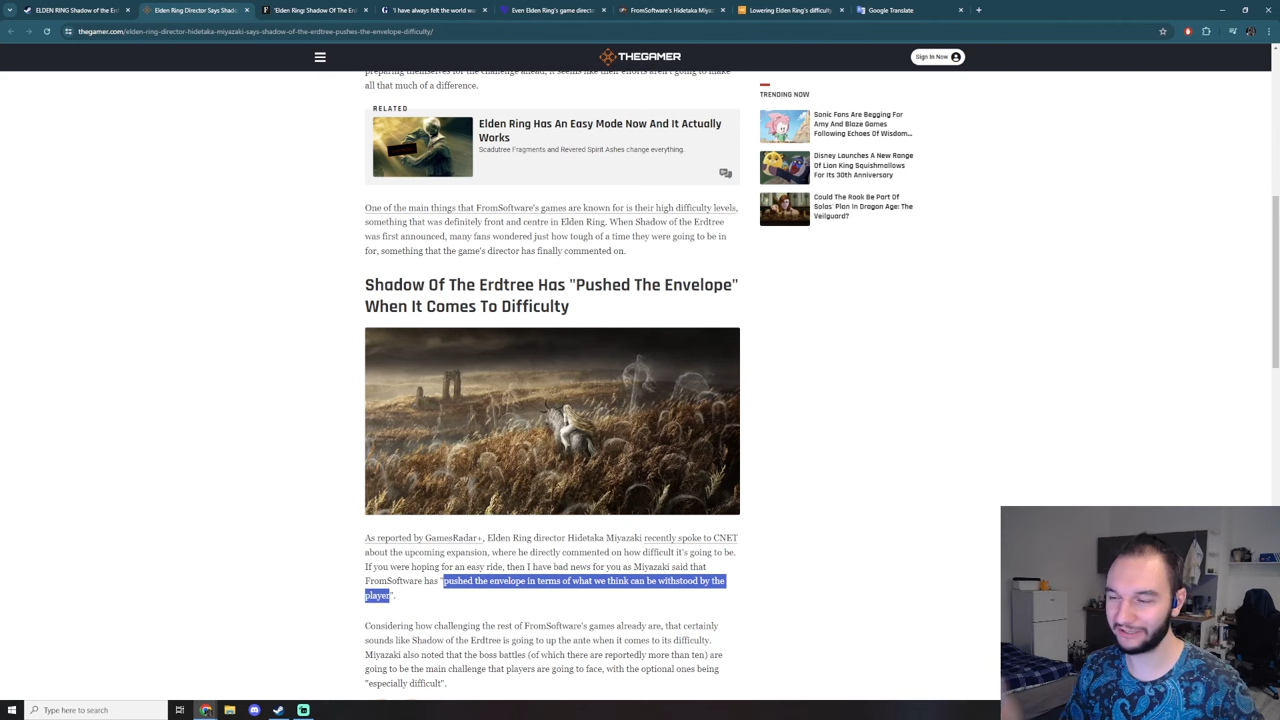 ELDEN RING Shadow of the Erd
Elden Ring Director Says Shado
'Elden Ring: Shadow Of The Erd
I have always felt the
Even Elden Ring's game directo
FromSoftware's Hidetaka Miyaz
Lowering Elden Ring's difficulty
Google Translate
thegamer.com/elden-ring-director-hidetaka-miyazaki-says-shadow-of-the-erdtree-pushes-the-envelope-difficulty/
THEGAMER
Sign In Now
preparing themselves for the challenge ahead, it seems like their efforts aren't going to make
all that much of a difference.
RELATED
Elden Ring Has An Easy Mode Now And It Actually
Works
Scadutree Fragments and Revered Spirit Ashes change everything.
One of the main things that FromSoftware's games are known for is their high difficulty levels,
something that was definitely front and centre in Elden Ring. When Shadow of the Erdtree
was first announced, many fans wondered just how tough of a time they were going to be in
for, something that the game's director has finally commented on.
Shadow Of The Erdtree Has "Pushed The Envelope"
When It Comes To Difficulty
As reported by GamesRadar+, Elden Ring director Hidetaka Miyazaki recently spoke to CNET
about the upcoming expansion, where he directly commented on how difficult it's going to be.
If you were hoping for an easy ride, then I have bad news for you as Miyazaki said that
FromSoftware has "pushed the envelope in terms of what we think can be withstood by the
player".
Considering how challenging the rest of FromSoftware's games already are, that certainly
sounds like Shadow of the Erdtree is going to up the ante when it comes to its difficulty.
Miyazaki also noted that the boss battles (of which there are reportedly more than ten) are
going to be the main challenge that players are going to face, with the optional ones being
"especially difficult".
TRENDING NOW
Sonic Fans Are Begging For
Amy And Blaze Games
Following Echoes Of Wisdom...
Disney Launches A New Range
Of Lion King Squishmallows
For Its 30th Anniversary
Could The Rook Be Part Of
Solas' Plan In Dragon Age: The
Veilguard?
Type here to search